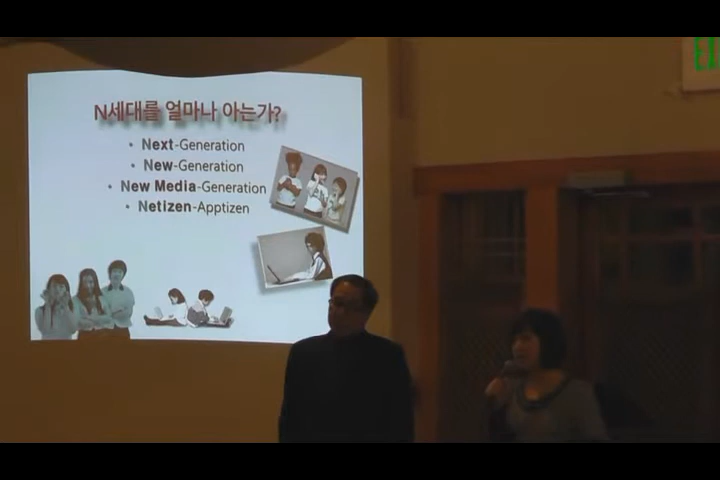 N세대를 얼마나 아는가?
• Next-Generation
• New-Generation
• New Media-Generation
• Netizen-Apptizen